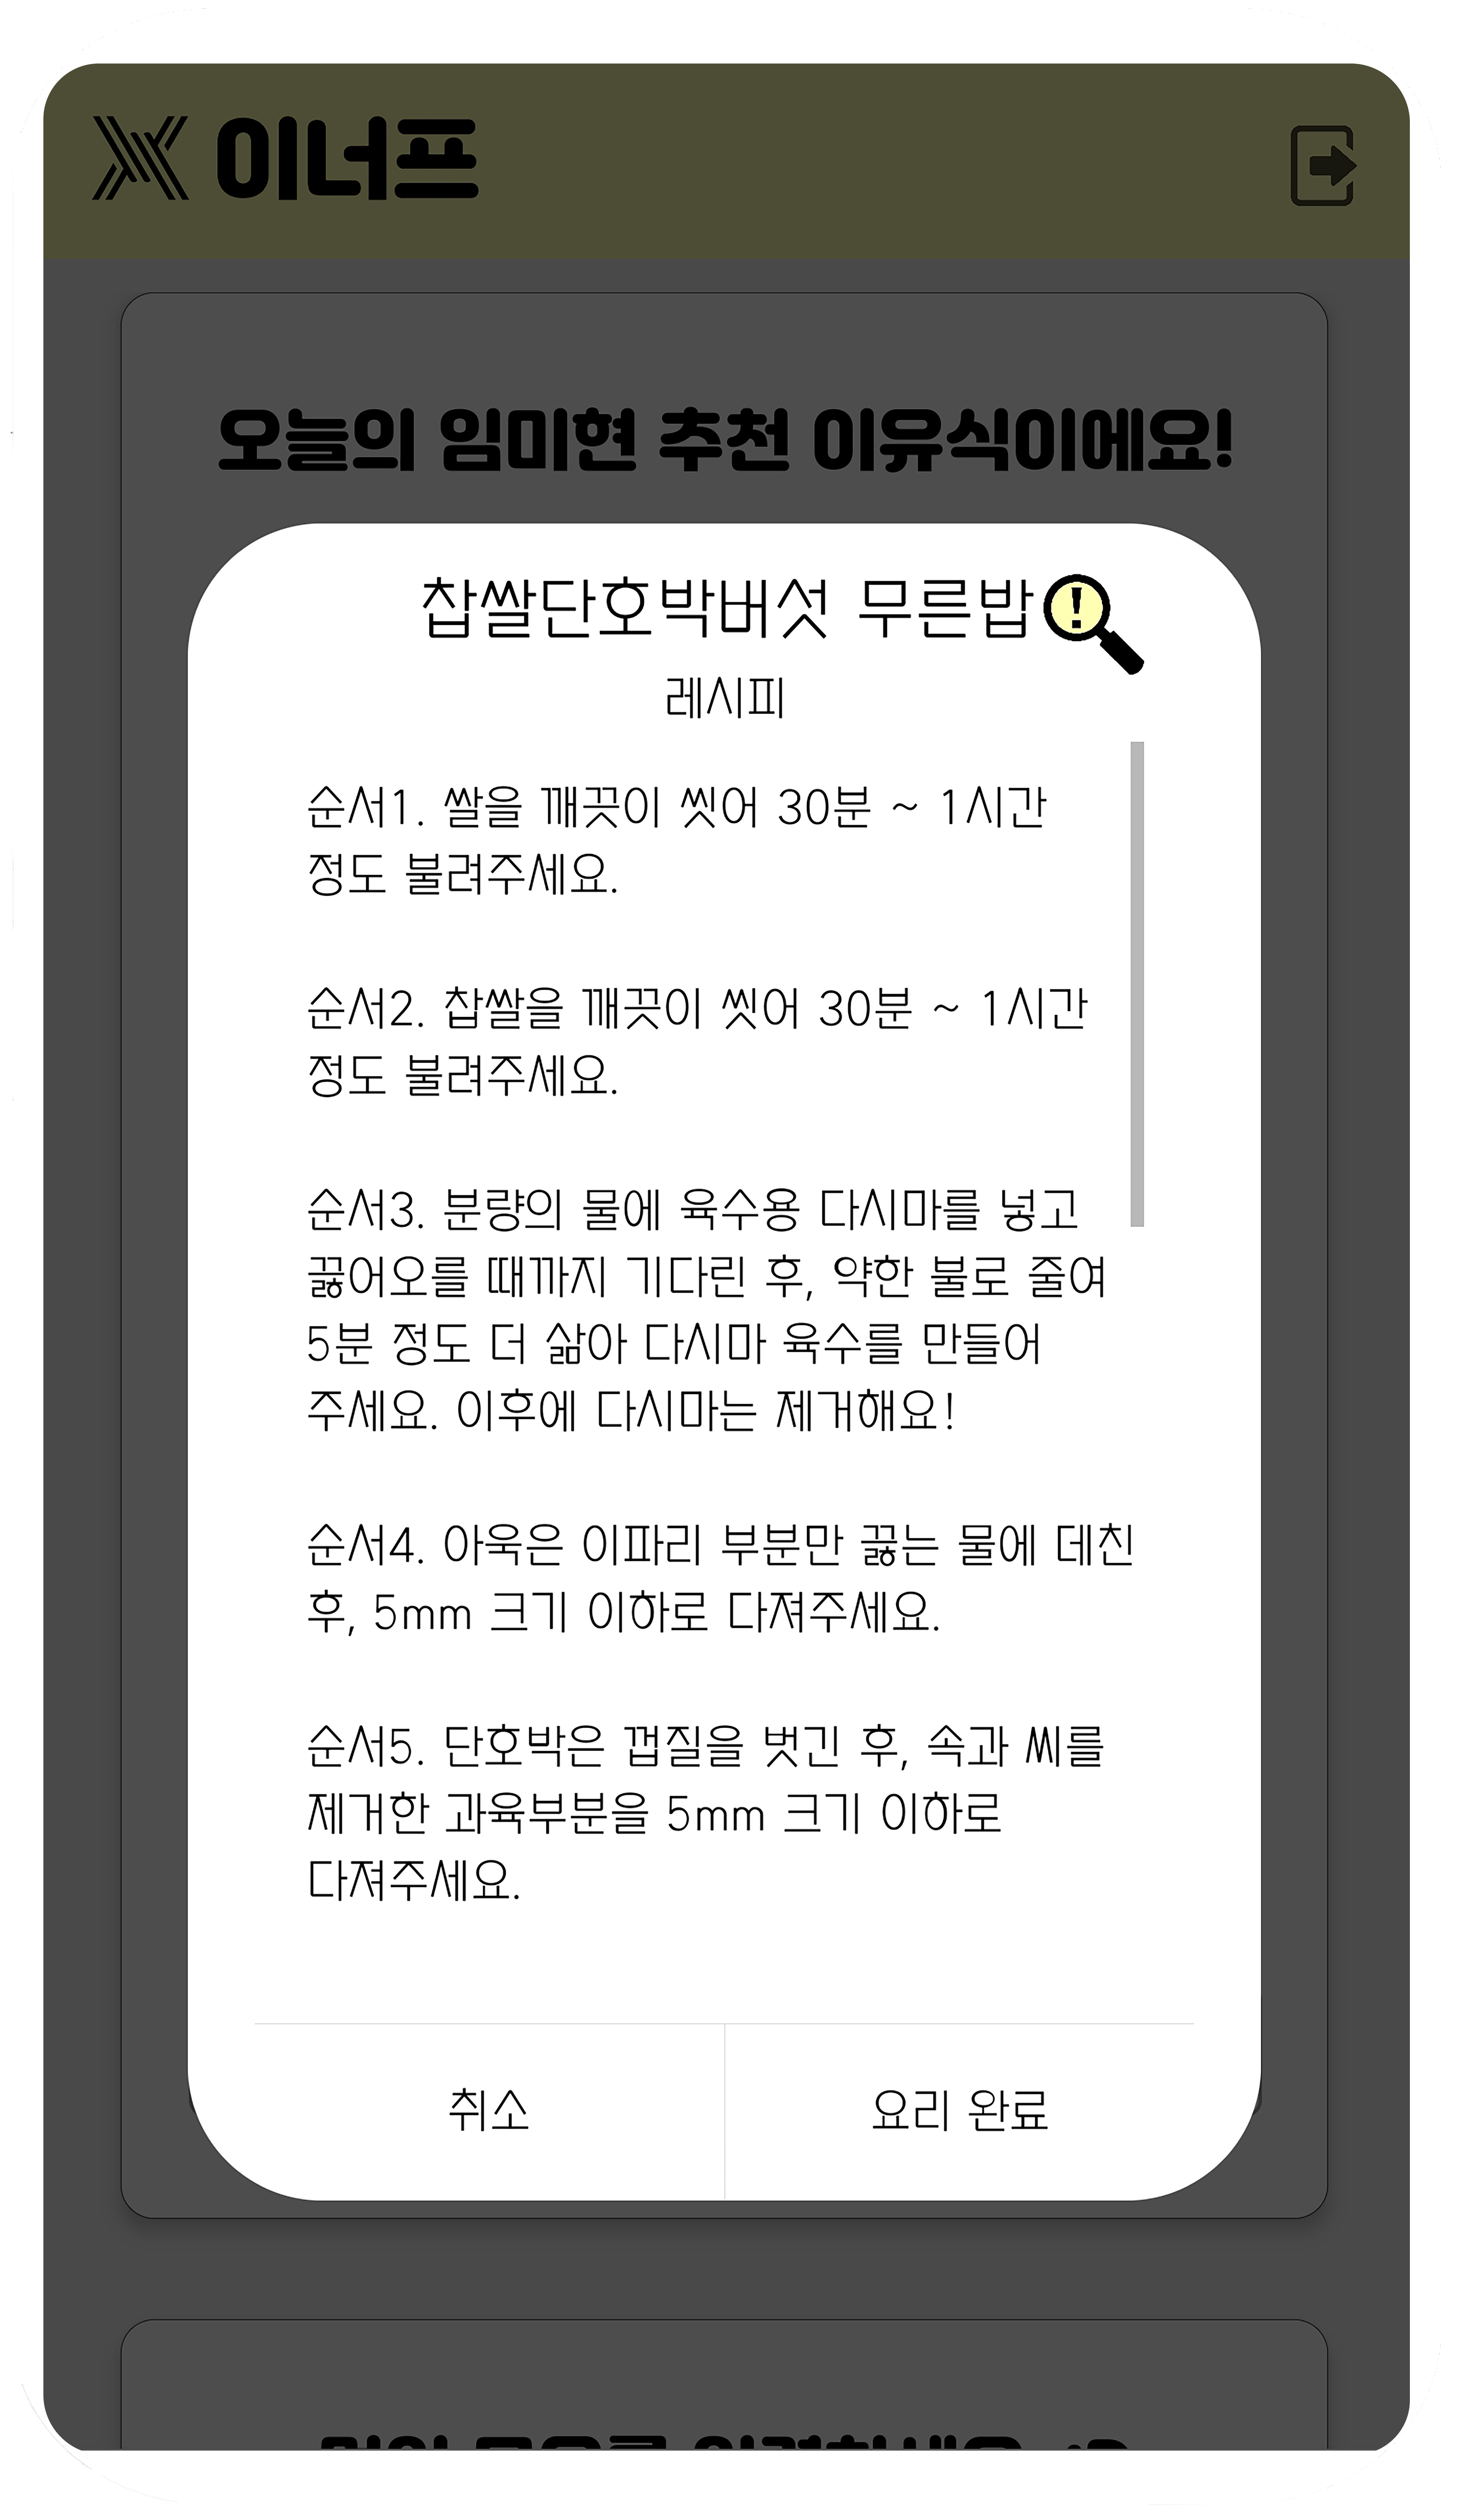 이너프
오늘의 임미현 추천 이유식이에요!
찹쌀단호박버섯 무른밥
레시피
순서1. 쌀을 깨끗이 씻어 30분 ~ 1시간
정도 불려주세요.
순서2. 찹쌀을 깨끗이 씻어 30분 ~ 1시간
정도 불려주세요.
순서3. 분량의 물에 육수용 다시마를 넣고
끓어오를 때까지 기다린 후, 약한 불로 줄여
5분 정도 더 삶아 다시마 육수를 만들어
주세요. 이후에 다시마는 제거해요!
순서4. 아욱은 이파리 부분만 끓는 물에 데친
후, 5mm 크기 이하로 다져주세요.
순서5. 단호박은 껍질을 벗긴 후, 속과 씨를
제거한 과육부분을 5mm 크기 이하로
다져주세요.
취소
요리 완료